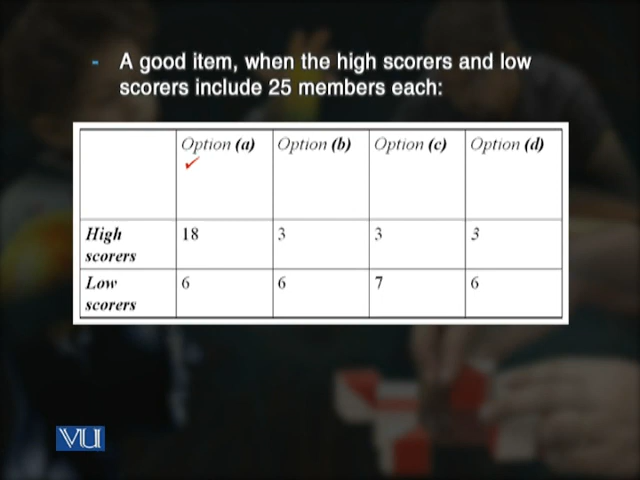 - A good item, when the high scorers and low
scorers include 25 members each:
Option (a) Option (b) Option (c) Option (d)
✓
High scorers 18 3 3 3
Low scorers 6 6 7 6
VU